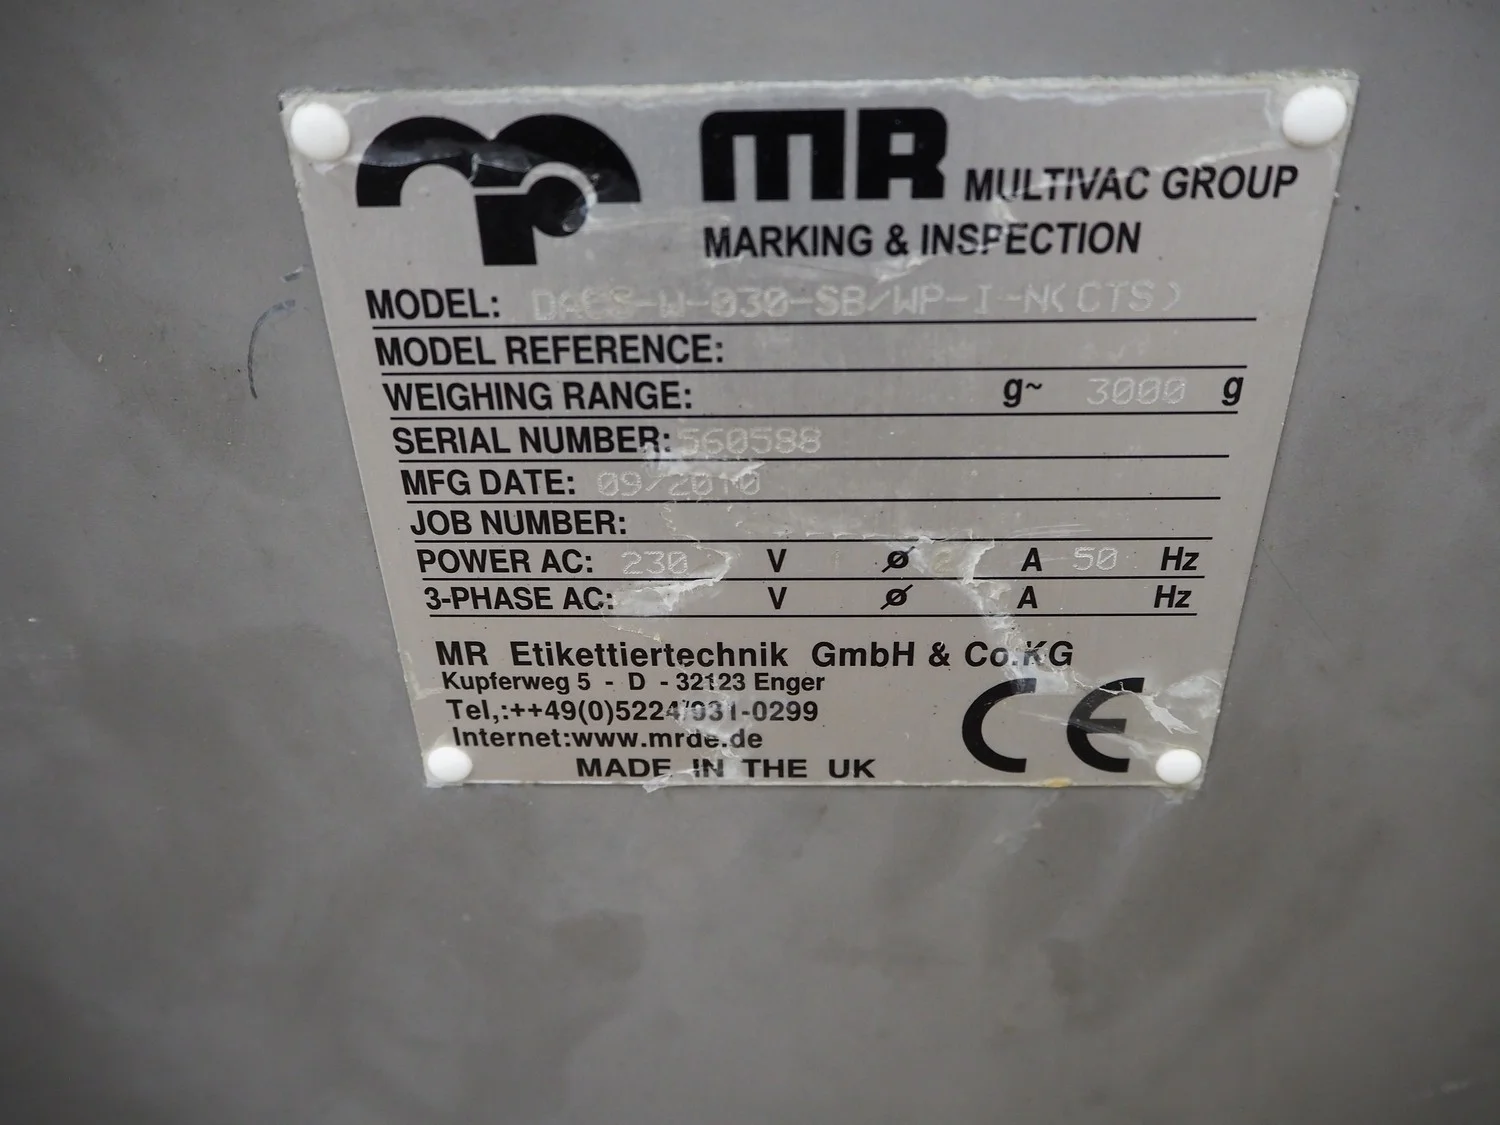 MR MULTIVAC GROUP
MARKING & INSPECTION
MODEL: DACS-W-030-SB/WP-I-N(CTS)
MODEL REFERENCE:
WEIGHING RANGE: g~ 3000 g
SERIAL NUMBER: 560588
MFG DATE: 09/2010
JOB NUMBER:
POWER AC: 230 V 1 ø 2 A 50 Hz
3-PHASE AC: V ø A Hz
MR Etikettiertechnik GmbH & Co.KG
Kupferweg 5 - D - 32123 Enger
Tel,:++49(0)5224/931-0299
Internet:www.mrde.de
MADE IN THE UK
CE